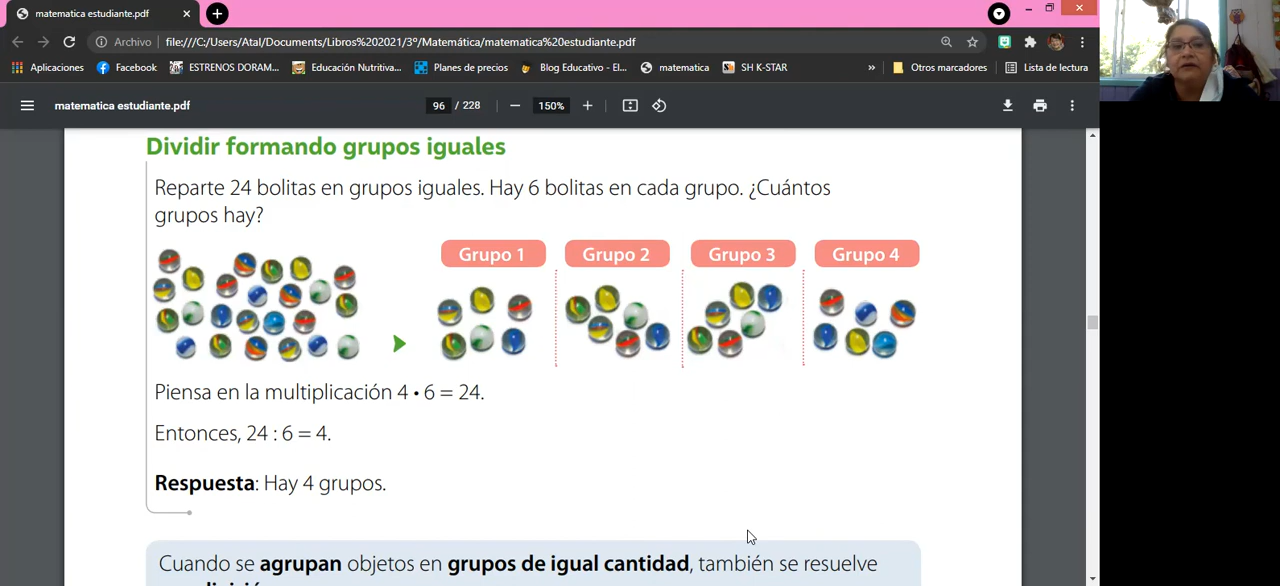 matematica estudiante.pdf
Archivo
file:///C:/Users/Atal/Documents/Libros%202021/3º/Matemática/matematica%20estudiante.pdf
Aplicaciones
Facebook
ESTRENOS DORAM...
Educación Nutritiva...
Planes de precios
Blog Educativo - El...
matematica
SH K-STAR
»
Otros marcadores
Lista de lectura
matematica estudiante.pdf
96 / 228
150%
Dividir formando grupos iguales
Reparte 24 bolitas en grupos iguales. Hay 6 bolitas en cada grupo. ¿Cuántos
grupos hay?
Grupo 1
Grupo 2
Grupo 3
Grupo 4
Piensa en la multiplicación 4 • 6 = 24.
Entonces, 24 : 6 = 4.
Respuesta: Hay 4 grupos.
Cuando se agrupan objetos en grupos de igual cantidad, también se resuelve